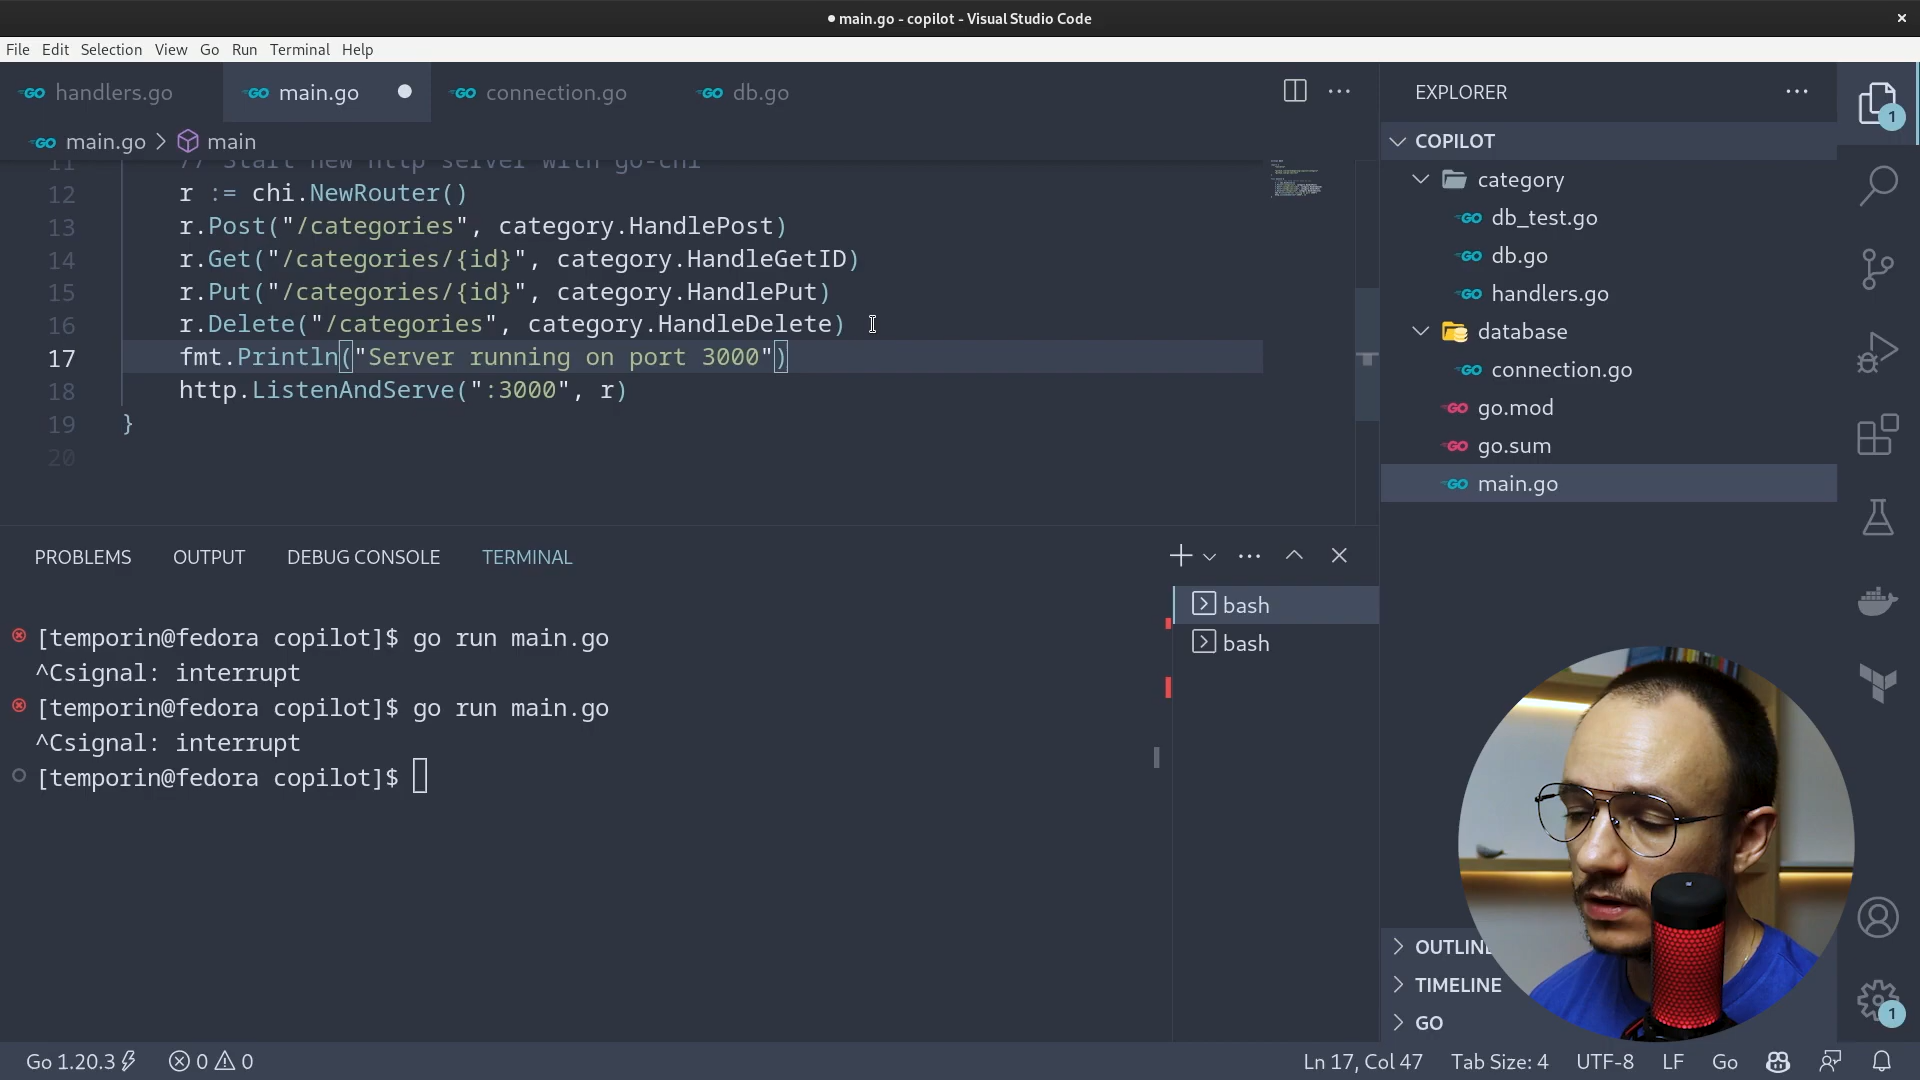 main.go - copilot - Visual Studio Code
File Edit Selection View Go Run Terminal Help
handlers.go main.go connection.go db.go
main.go > main
11 // Start new http server with go-chi
12 r := chi.NewRouter()
13 r.Post("/categories", category.HandlePost)
14 r.Get("/categories/{id}", category.HandleGetID)
15 r.Put("/categories/{id}", category.HandlePut)
16 r.Delete("/categories", category.HandleDelete)
17 fmt.Println("Server running on port 3000")
18 http.ListenAndServe(":3000", r)
19 }
20
PROBLEMS OUTPUT DEBUG CONSOLE TERMINAL
[temporin@fedora copilot]$ go run main.go
^Csignal: interrupt
[temporin@fedora copilot]$ go run main.go
^Csignal: interrupt
[temporin@fedora copilot]$
bash
bash
EXPLORER
COPILOT
category
db_test.go
db.go
handlers.go
database
connection.go
go.mod
go.sum
main.go
OUTLINE
TIMELINE
GO
1
1
Go 1.20.3 0 0 Ln 17, Col 47 Tab Size: 4 UTF-8 LF Go